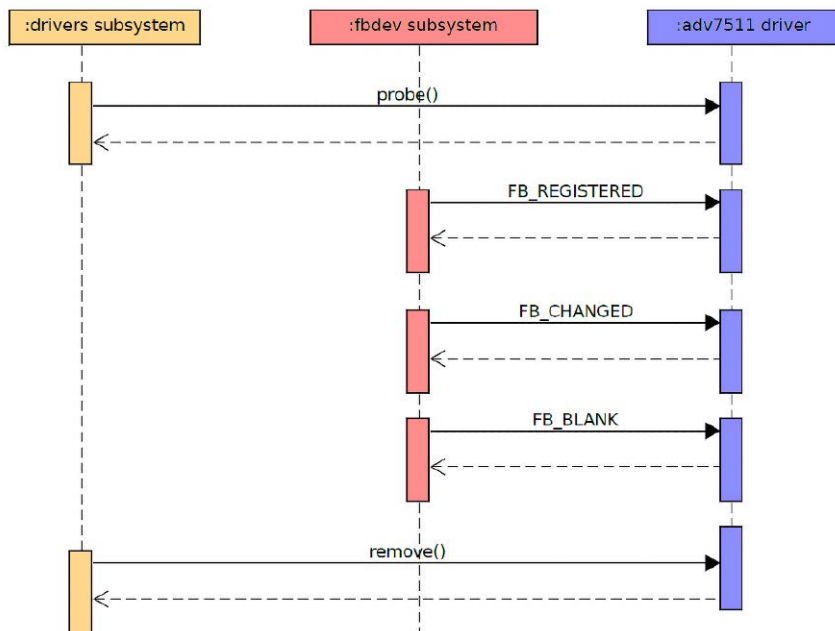 :drivers subsystem
:fbdev subsystem
:adv7511 driver
probe()
FB_REGISTERED
FB_CHANGED
FB_BLANK
remove()